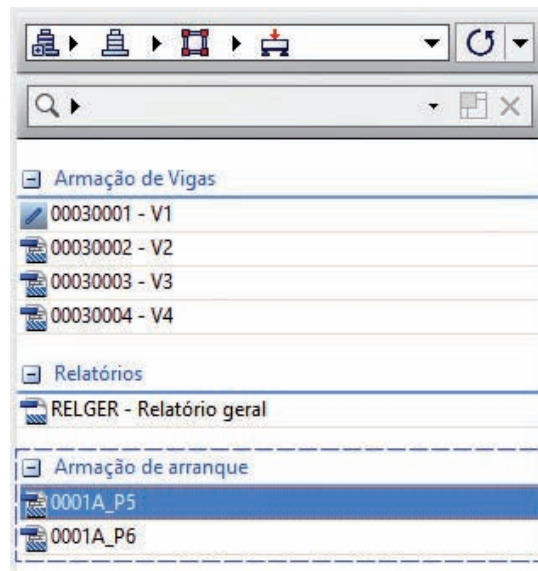 Armação de Vigas
00030001 - V1
00030002 - V2
00030003 - V3
00030004 - V4
Relatórios
RELGER - Relatório geral
Armação de arranque
0001A_P5
0001A_P6